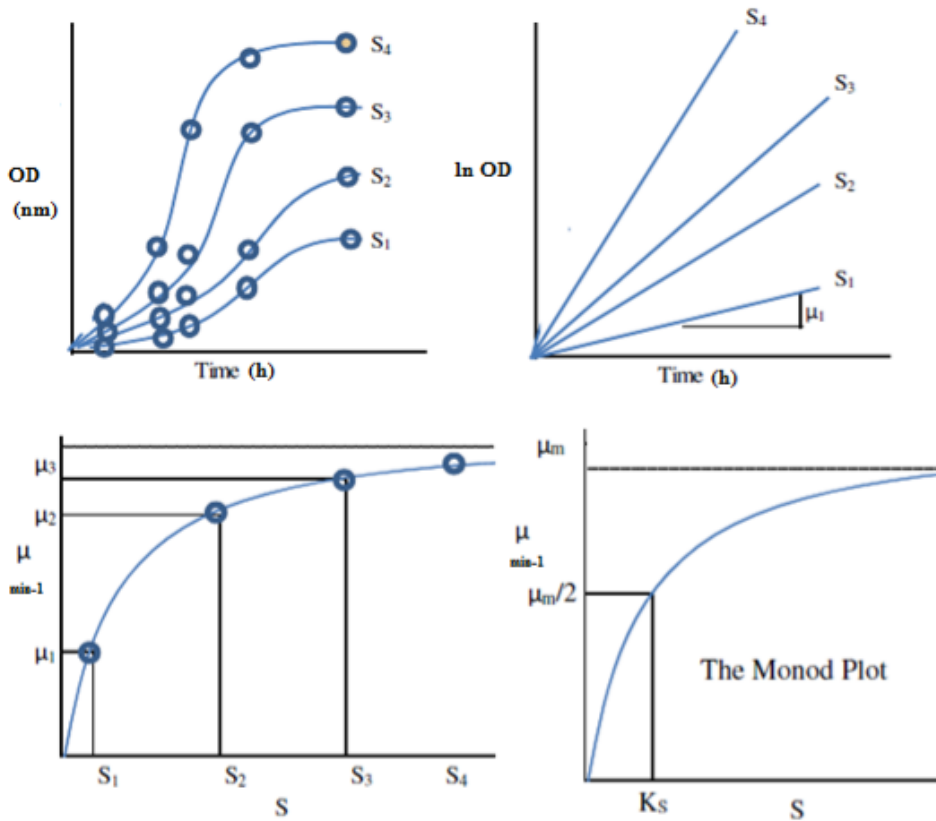 OD
(nm)
S₄
S₃
S₂
S₁
Time (h)
ln OD
S₄
S₃
S₂
S₁
μ₁
Time (h)
μ₃
μ₂
μ
min-1
μ₁
S₁ S₂ S₃ S₄
S
μₘ
μ
min-1
μₘ/2
The Monod Plot
Kₛ S